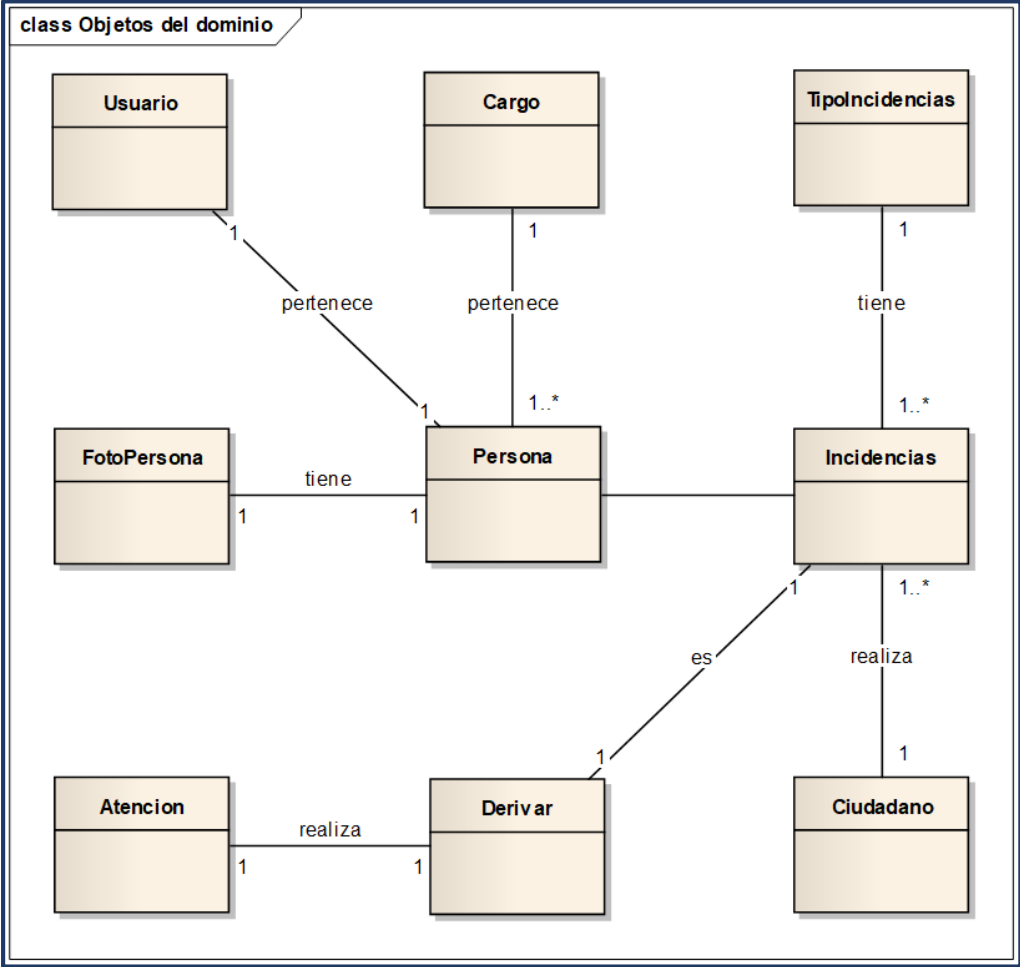 class Objetos del dominio
Usuario
Cargo
TipoIncidencias
1
1
1
pertenece
pertenece
tiene
1
1..*
1..*
FotoPersona
Persona
Incidencias
tiene
1
1
1
1..*
es
realiza
1
1
Atencion
Derivar
Ciudadano
realiza
1
1